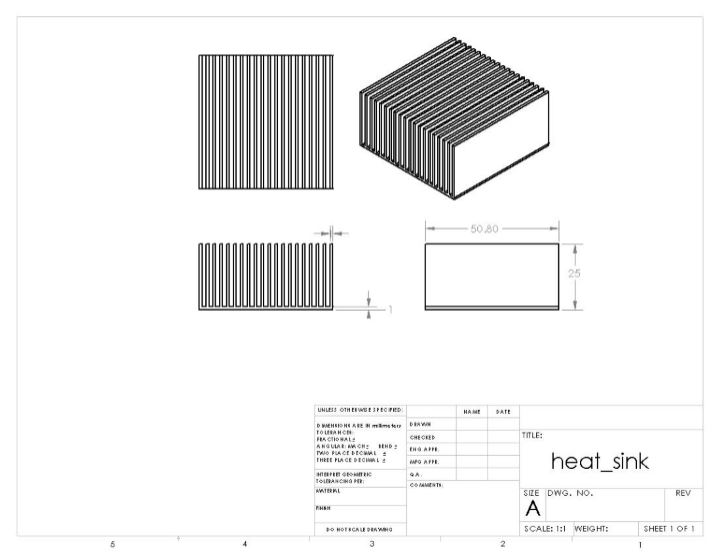 50.80
25
1
UNLESS OTHERWISE SPECIFIED:
NAME DATE
DIMENSIONS ARE IN millimeters
TOLERANCES:
FRACTIONAL ±
ANGULAR: MACH ± BEND ±
TWO PLACE DECIMAL ±
THREE PLACE DECIMAL ±
INTERPRET GEOMETRIC
TOLERANCING PER:
MATERIAL
FINISH
DO NOT SCALE DRAWING
DRAWN
CHECKED
ENG APPR.
MFG APPR.
Q.A.
COMMENTS:
TITLE:
heat_sink
SIZE DWG. NO. REV
A
SCALE: 1:1 WEIGHT: SHEET 1 OF 1
5 4 3 2 1